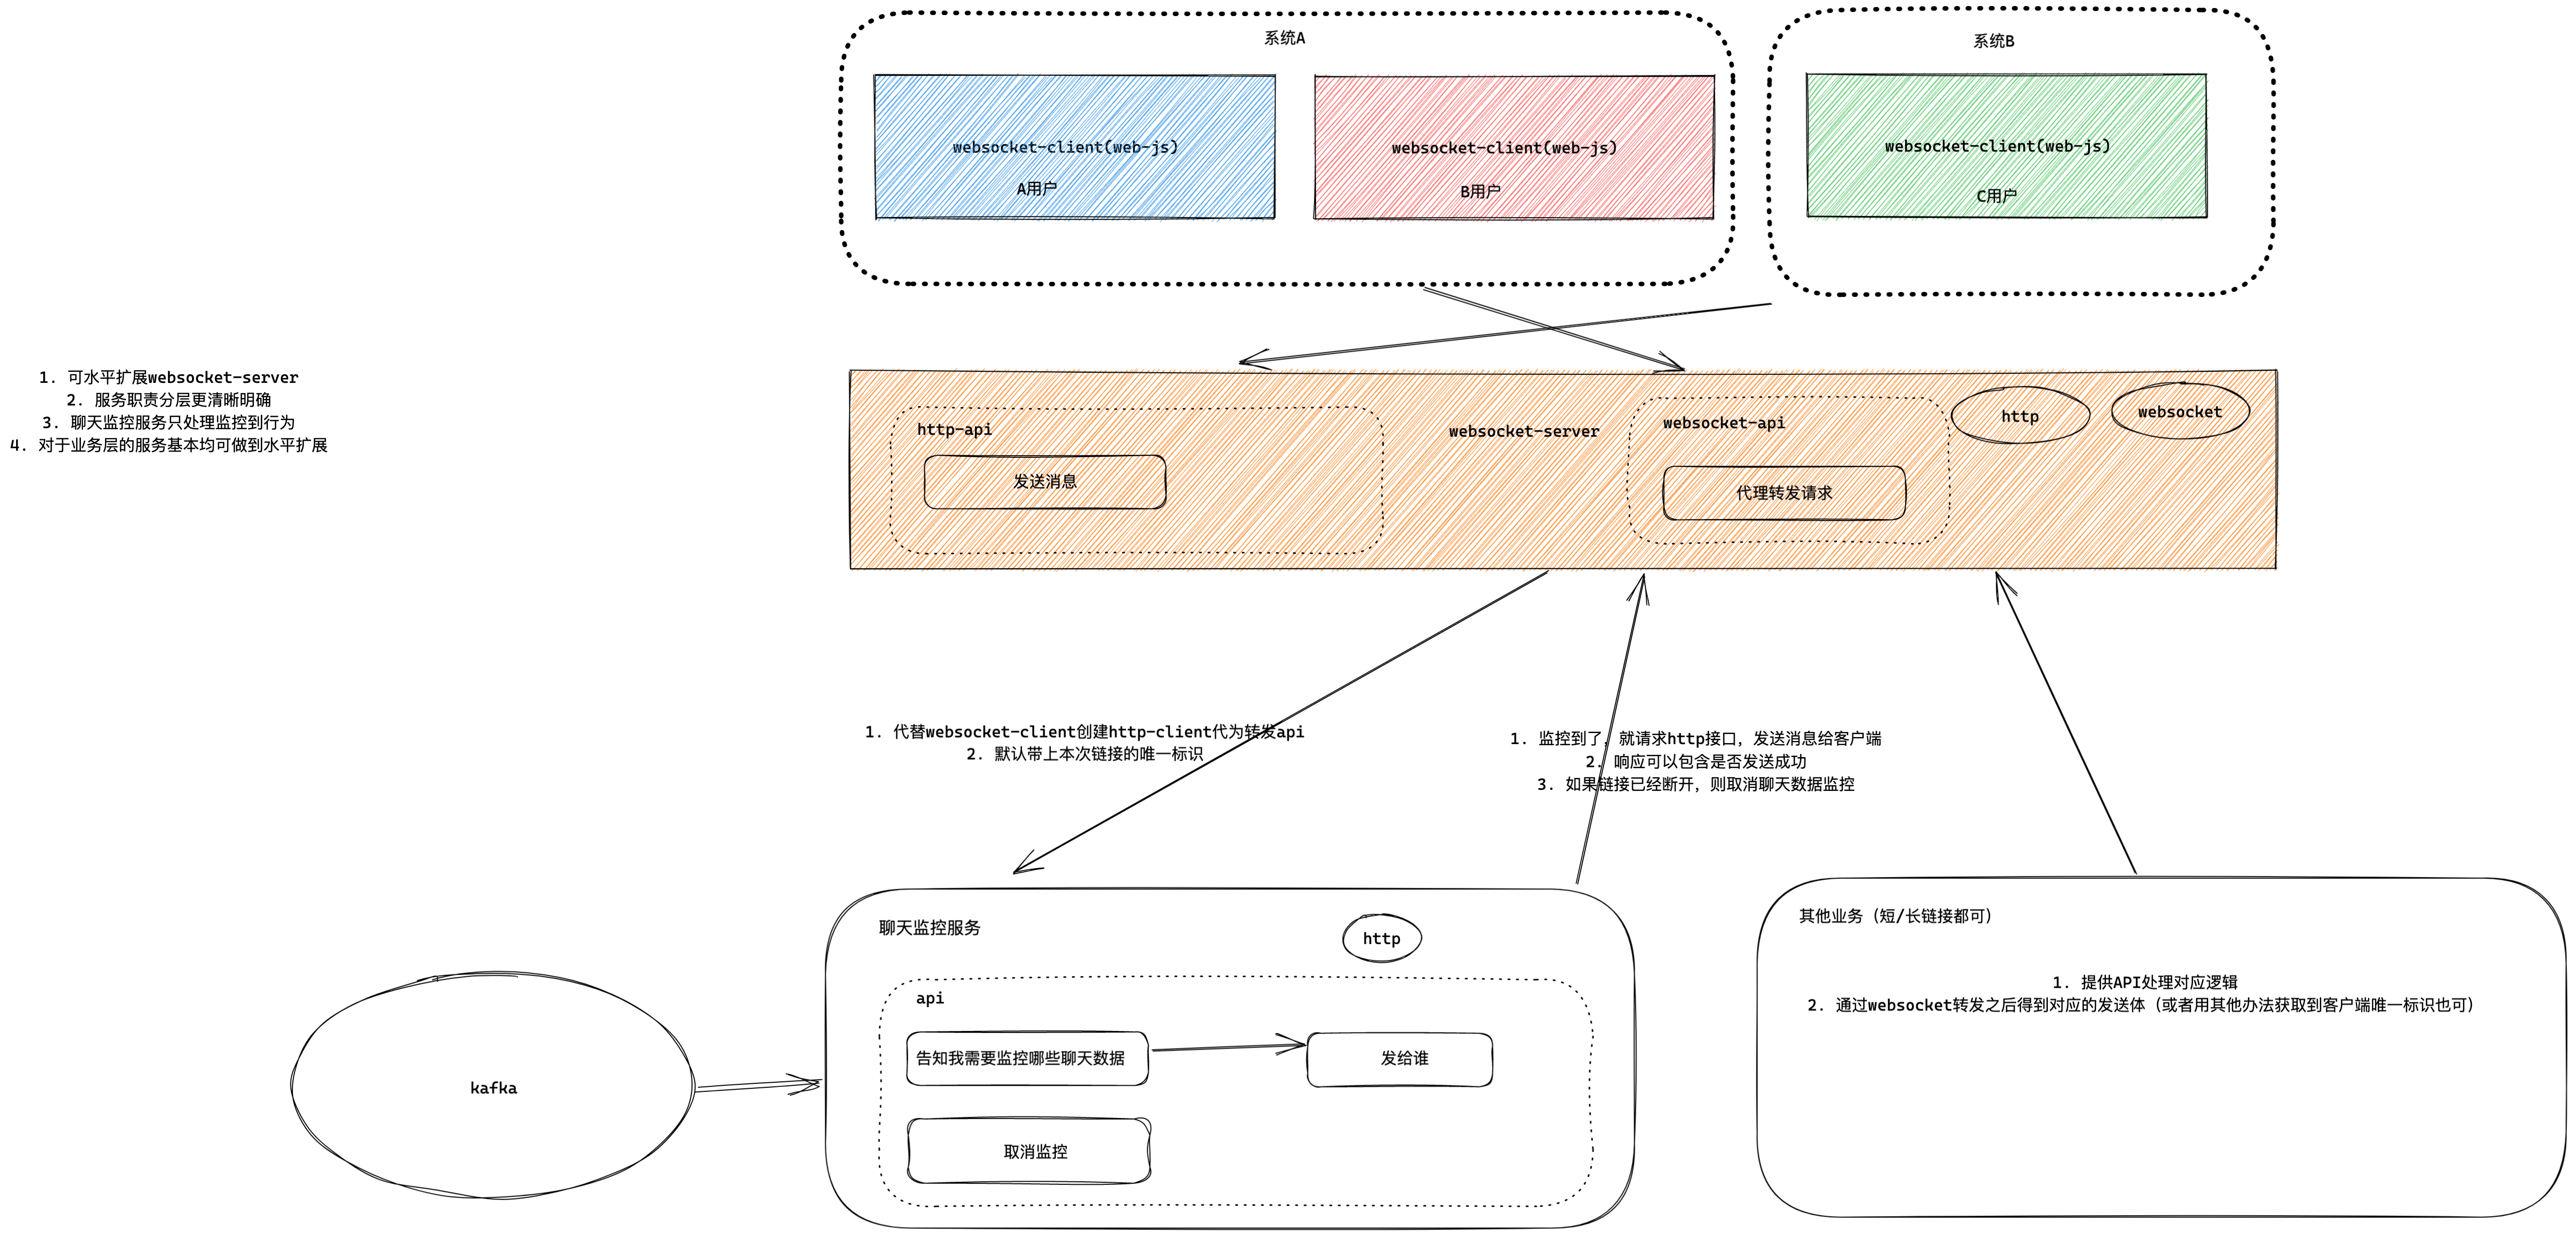 系统A
系统B
websocket-client(web-js)
A用户
websocket-client(web-js)
B用户
websocket-client(web-js)
C用户
1. 可水平扩展websocket-server
2. 服务职责分层更清晰明确
3. 聊天监控服务只处理监控到行为
4. 对于业务层的服务基本均可做到水平扩展
http-api
发送消息
websocket-server
websocket-api
代理转发请求
http
websocket
1. 代替websocket-client创建http-client代为转发api
2. 默认带上本次链接的唯一标识
1. 监控到了，就请求http接口，发送消息给客户端
2. 响应可以包含是否发送成功
3. 如果链接已经断开，则取消聊天数据监控
聊天监控服务
http
api
告知我需要监控哪些聊天数据
发给谁
取消监控
kafka
其他业务（短/长链接都可）
1. 提供API处理对应逻辑
2. 通过websocket转发之后得到对应的发送体（或者用其他办法获取到客户端唯一标识也可）